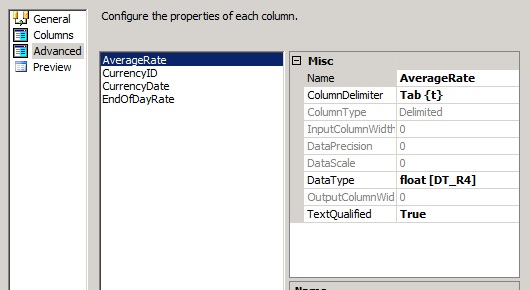 General
Columns
Advanced
Preview
Configure the properties of each column.
AverageRate
CurrencyID
CurrencyDate
EndOfDayRate
Misc
Name AverageRate
ColumnDelimiter Tab {t}
ColumnType Delimited
InputColumnWidth 0
DataPrecision 0
DataScale 0
DataType float [DT_R4]
OutputColumnWid 0
TextQualified True
Name